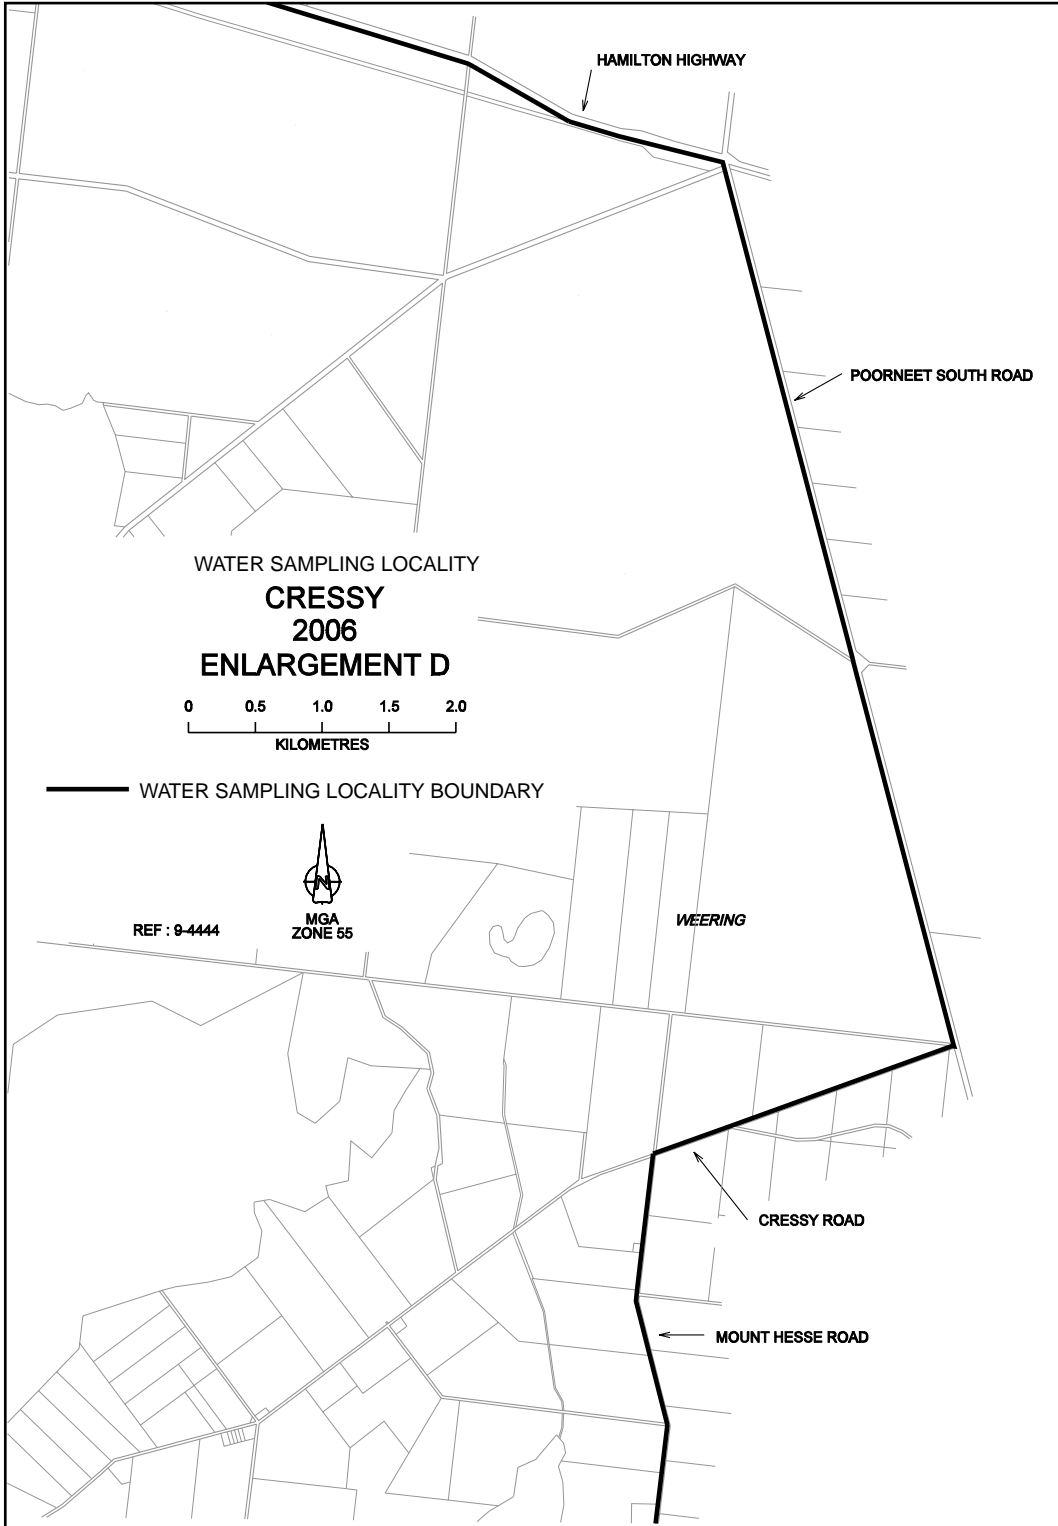 HAMILTON HIGHWAY
POORNEET SOUTH ROAD
WATER SAMPLING LOCALITY
CRESSY
2006
ENLARGEMENT D
0 0.5 1.0 1.5 2.0
KILOMETRES
WATER SAMPLING LOCALITY BOUNDARY
N
MGA
ZONE 55
REF : 9-4444
WEERING
CRESSY ROAD
MOUNT HESSE ROAD